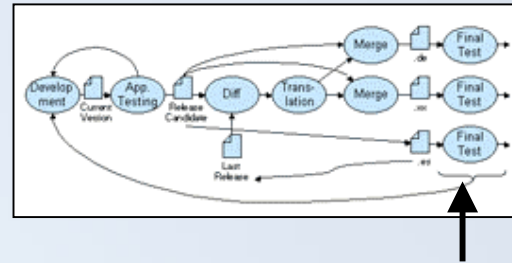 Develop
ment
Current
Version
App.
Testing
Release
Candidate
Diff
Last
Release
Trans-
lation
Merge
.de
Final
Test
Merge
.xx
Final
Test
.es
Final
Test